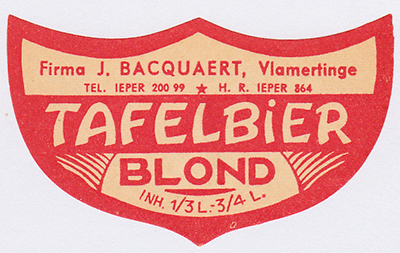 Firma J. BACQUAERT, Vlamertinge
TEL. IEPER 200 99 ★ H. R. IEPER 864
TAFELBiER
BLOND
INH. 1/3 L.-3/4 L.